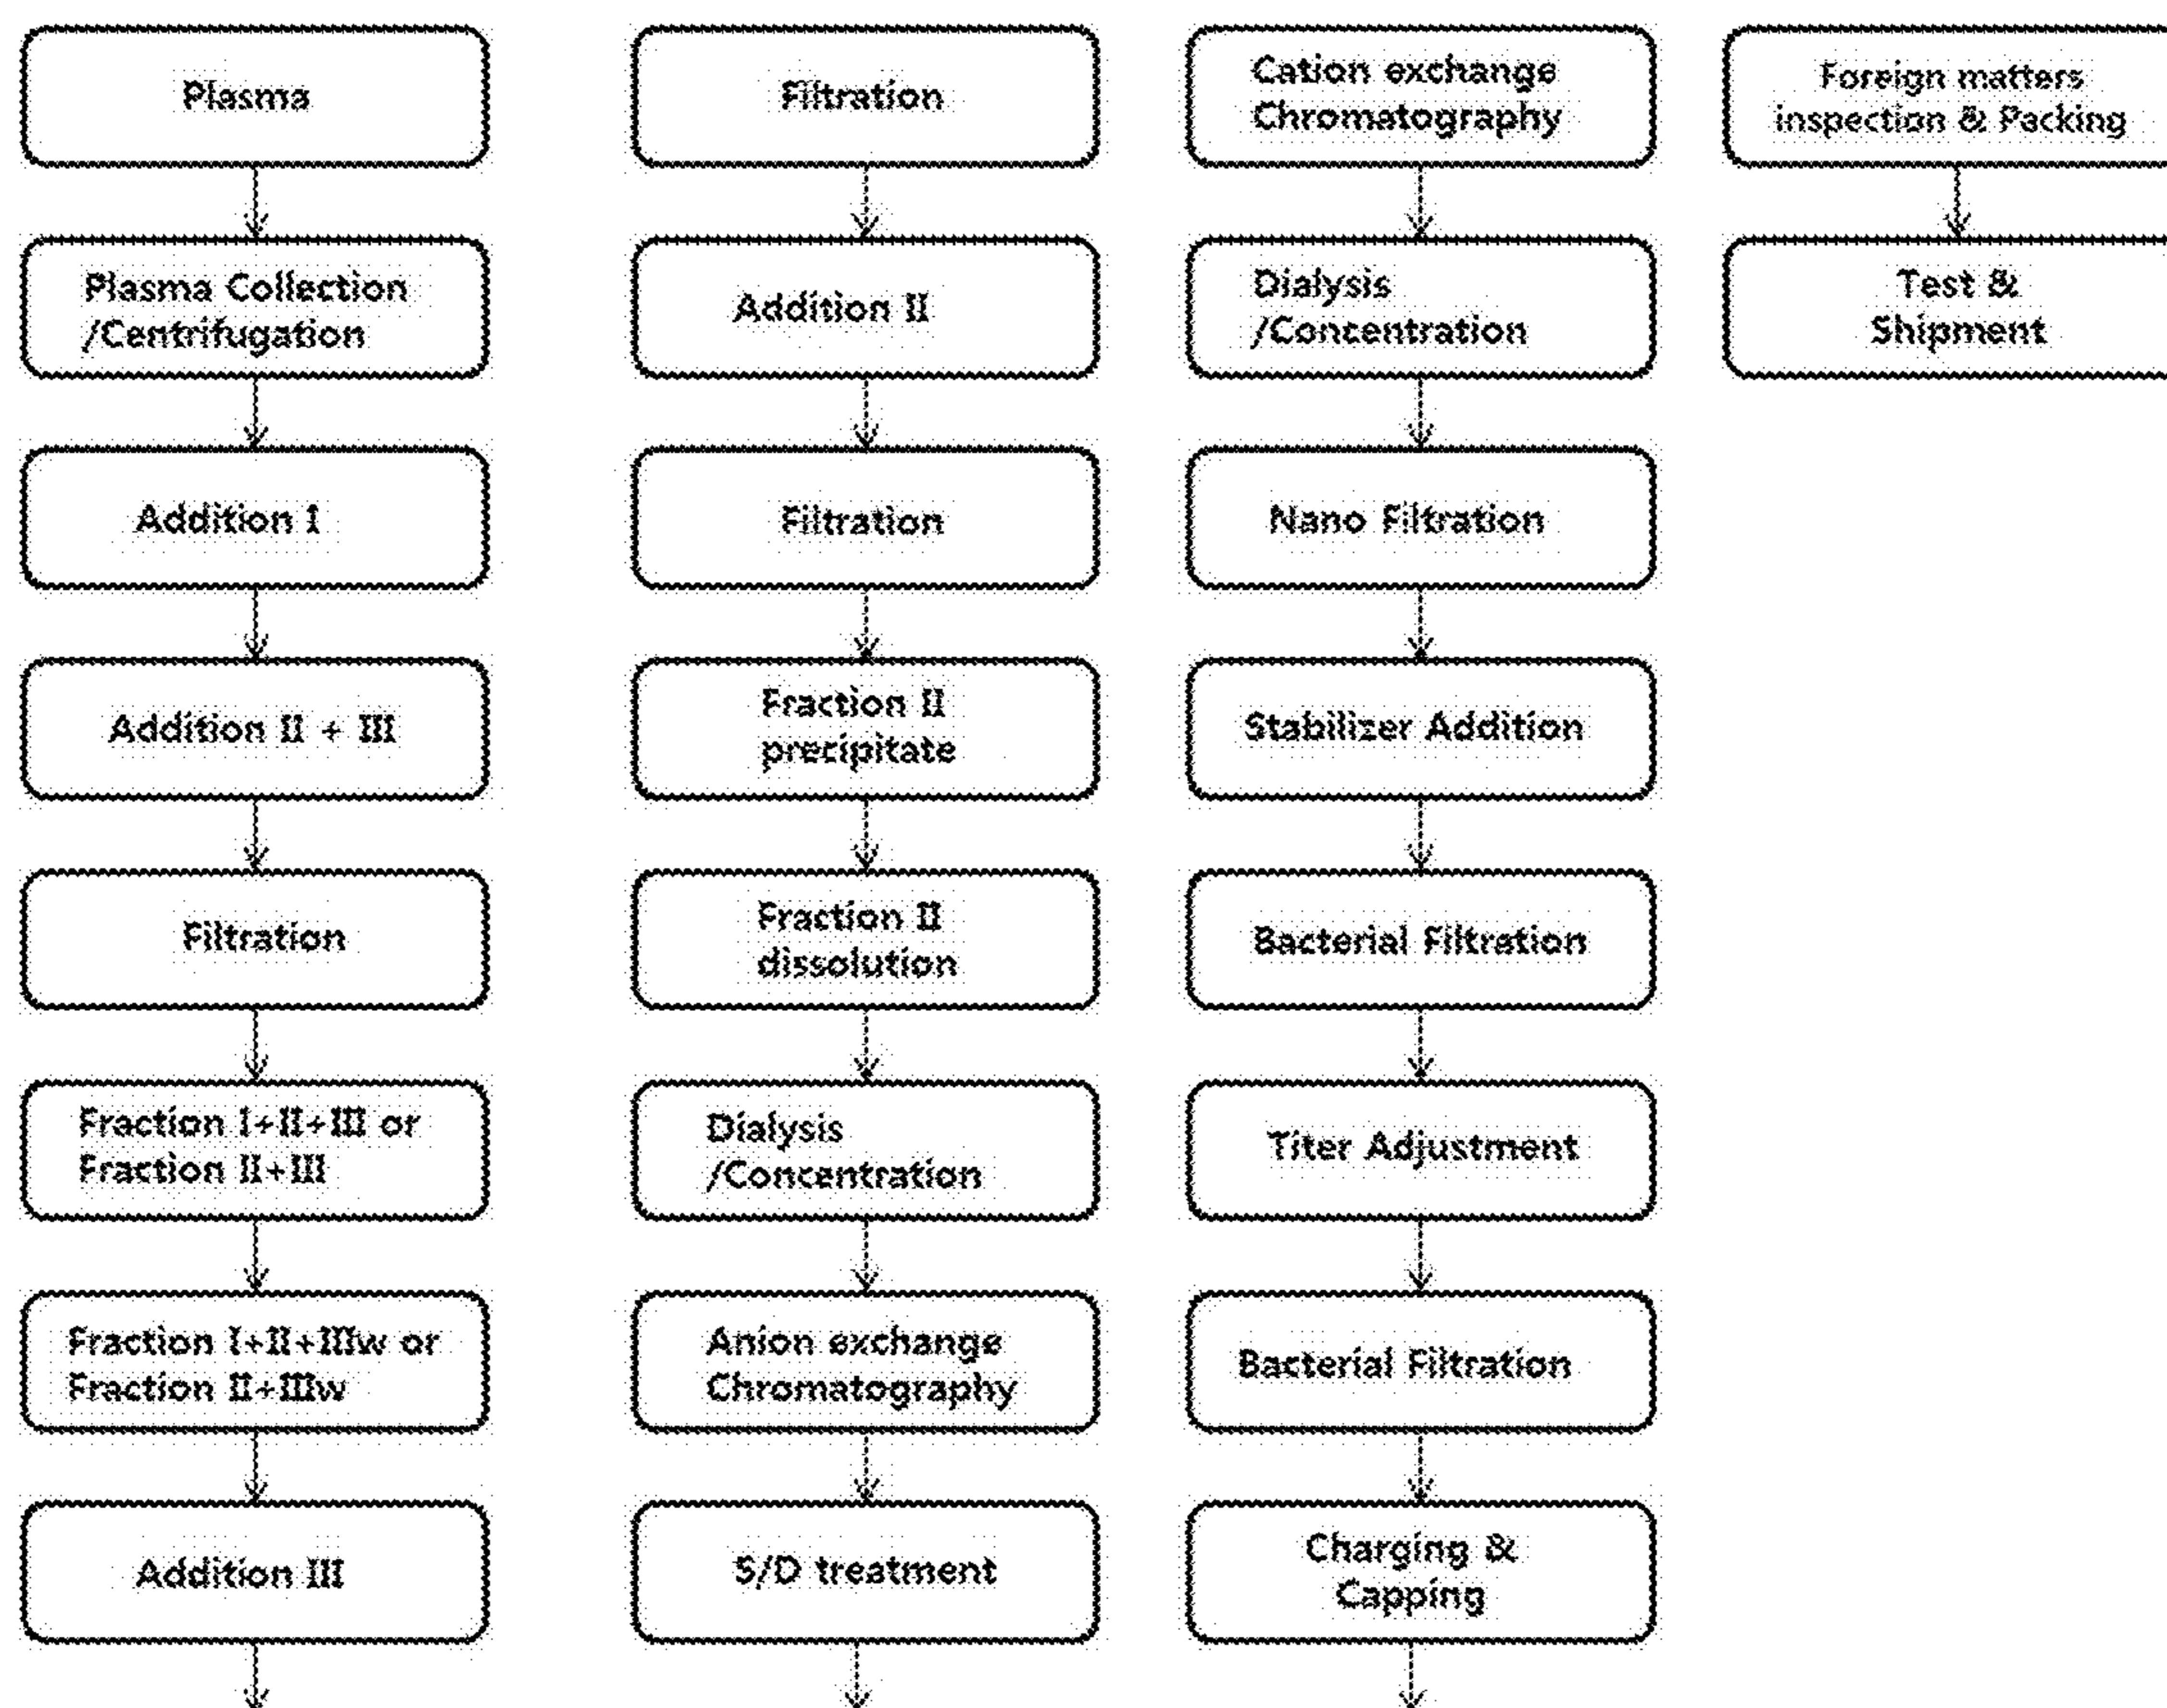 Plasma
Plasma Collection
/Centrifugation
Addition I
Addition II + III
Filtration
Fraction I+II+III or
Fraction II+III
Fraction I+II+IIIw or
Fraction II+IIIw
Addition III
Filtration
Addition II
Filtration
Fraction II
precipitate
Fraction II
dissolution
Dialysis
/Concentration
Anion exchange
Chromatography
S/D treatment
Cation exchange
Chromatography
Dialysis
/Concentration
Nano Filtration
Stabilizer Addition
Bacterial Filtration
Titer Adjustment
Bacterial Filtration
Charging &
Capping
Foreign matters
inspection & Packing
Test &
Shipment